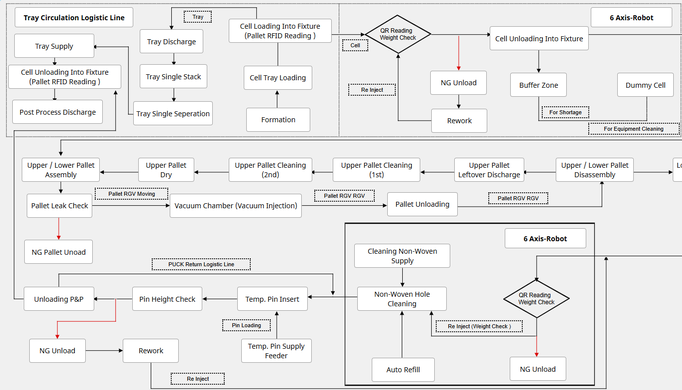 Tray Circulation Logistic Line
Tray
Tray Supply
Cell Unloading Into Fixture
(Pallet RFID Reading )
Post Process Discharge
Tray Discharge
Tray Single Stack
Tray Single Seperation
Cell Loading Into Fixture
(Pallet RFID Reading )
Cell Tray Loading
Formation
Cell
QR Reading
Weight Check
Re Inject
NG Unload
Rework
6 Axis-Robot
Cell Unloading Into Fixture
Buffer Zone
Dummy Cell
For Shortage
For Equipment Cleaning
Upper / Lower Pallet
Assembly
Upper Pallet
Dry
Upper Pallet Cleaning
(2nd)
Upper Pallet Cleaning
(1st)
Upper Pallet
Leftover Discharge
Upper / Lower Pallet
Disassembly
Pallet Leak Check
Pallet RGV Moving
Vacuum Chamber (Vacuum Injection)
Pallet RGV RGV
Pallet Unloading
Pallet RGV RGV
NG Pallet Unoad
PUCK Return Logistic Line
Unloading P&P
Pin Height Check
Temp. Pin Insert
Pin Loading
Temp. Pin Supply
Feeder
NG Unload
Rework
Re Inject
Cleaning Non-Woven
Supply
Non-Woven Hole
Cleaning
Auto Refill
6 Axis-Robot
QR Reading
Weight Check
Re Inject (Weight Check )
NG Unload